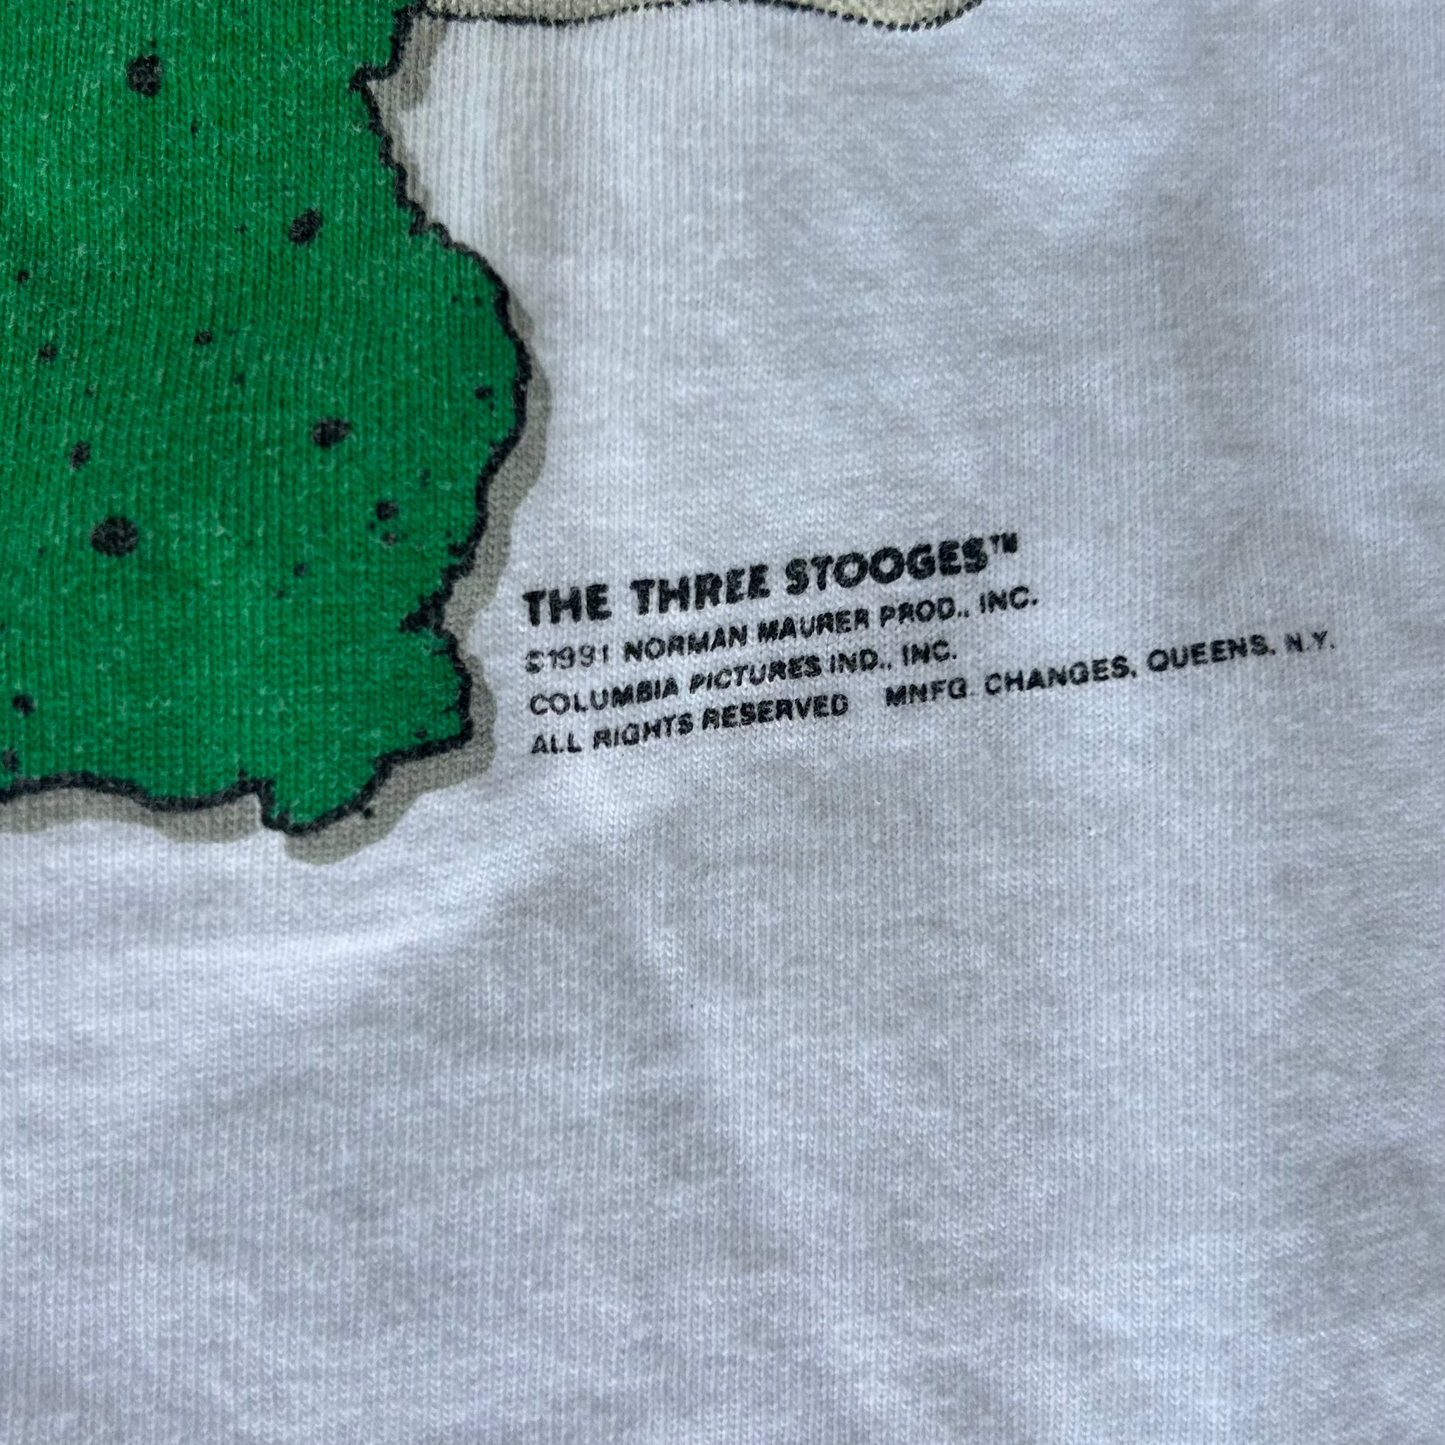 THE THREE STOOGES™
©1991 NORMAN MAURER PROD., INC.
COLUMBIA PICTURES IND., INC.
ALL RIGHTS RESERVED MNFG. CHANGES, QUEENS, N.Y.